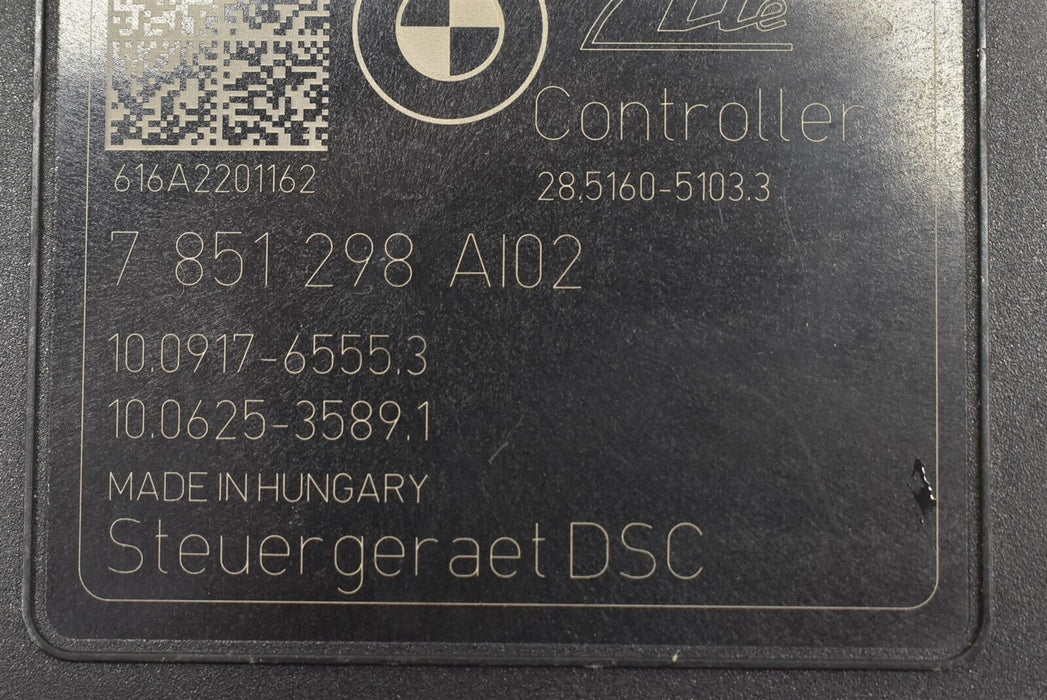 Ate
Controller
616A2201162
28.5160-5103.3
7 851 298 AI02
10.0917-6555.3
10.0625-3589.1
MADE IN HUNGARY
Steuergeraet DSC